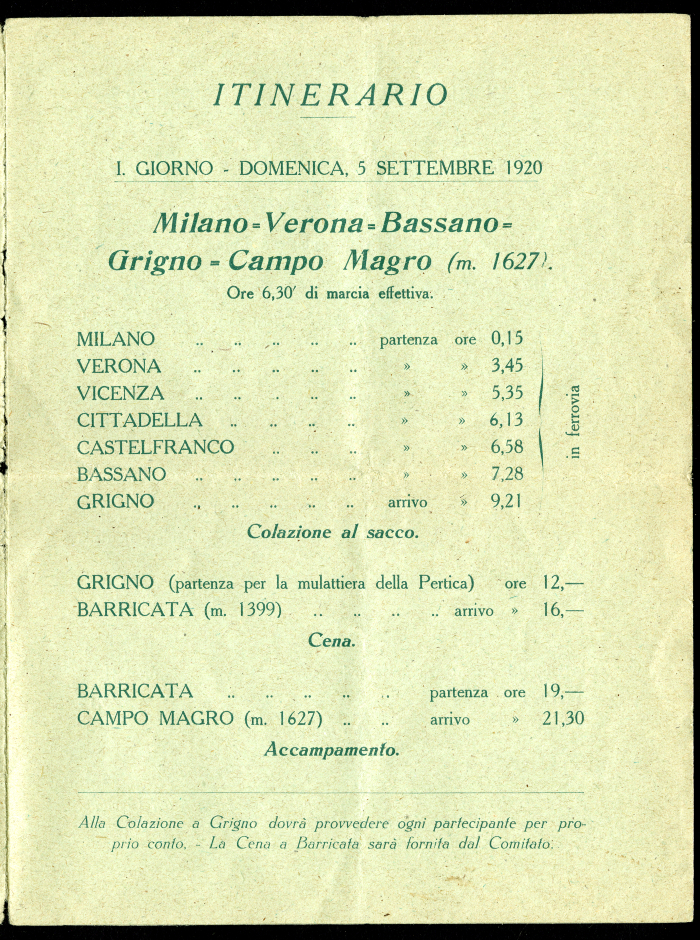 ITINERARIO
I. GIORNO - DOMENICA, 5 SETTEMBRE 1920
Milano=Verona=Bassano=
Grigno = Campo Magro (m. 1627).
Ore 6,30' di marcia effettiva.
MILANO .. .. .. .. .. partenza ore 0,15
VERONA .. .. .. .. .. » » 3,45
VICENZA .. .. .. .. .. » » 5,35
CITTADELLA .. .. .. .. » » 6,13
CASTELFRANCO .. .. .. » » 6,58
BASSANO .. .. .. .. .. » » 7,28
GRIGNO .. .. .. .. .. arrivo » 9,21
in ferrovia
Colazione al sacco.
GRIGNO (partenza per la mulattiera della Pertica) ore 12,—
BARRICATA (m. 1399) .. .. .. .. arrivo » 16,—
Cena.
BARRICATA .. .. .. .. .. partenza ore 19,—
CAMPO MAGRO (m. 1627) .. .. arrivo » 21,30
Accampamento.
Alla Colazione a Grigno dovrà provvedere ogni partecipante per pro-
prio conto. - La Cena a Barricata sarà fornita dal Comitato.